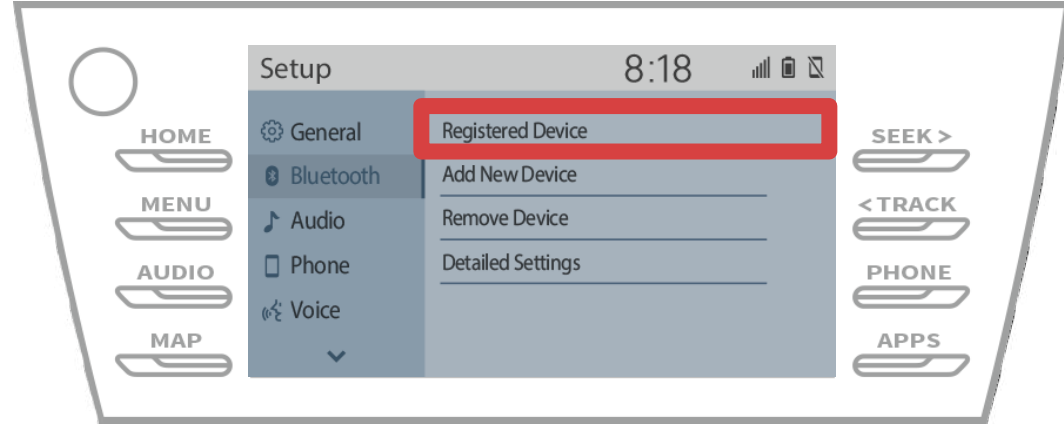 Setup
8:18
HOME
MENU
AUDIO
MAP
General
Bluetooth
Audio
Phone
Voice
Registered Device
Add New Device
Remove Device
Detailed Settings
SEEK >
< TRACK
PHONE
APPS